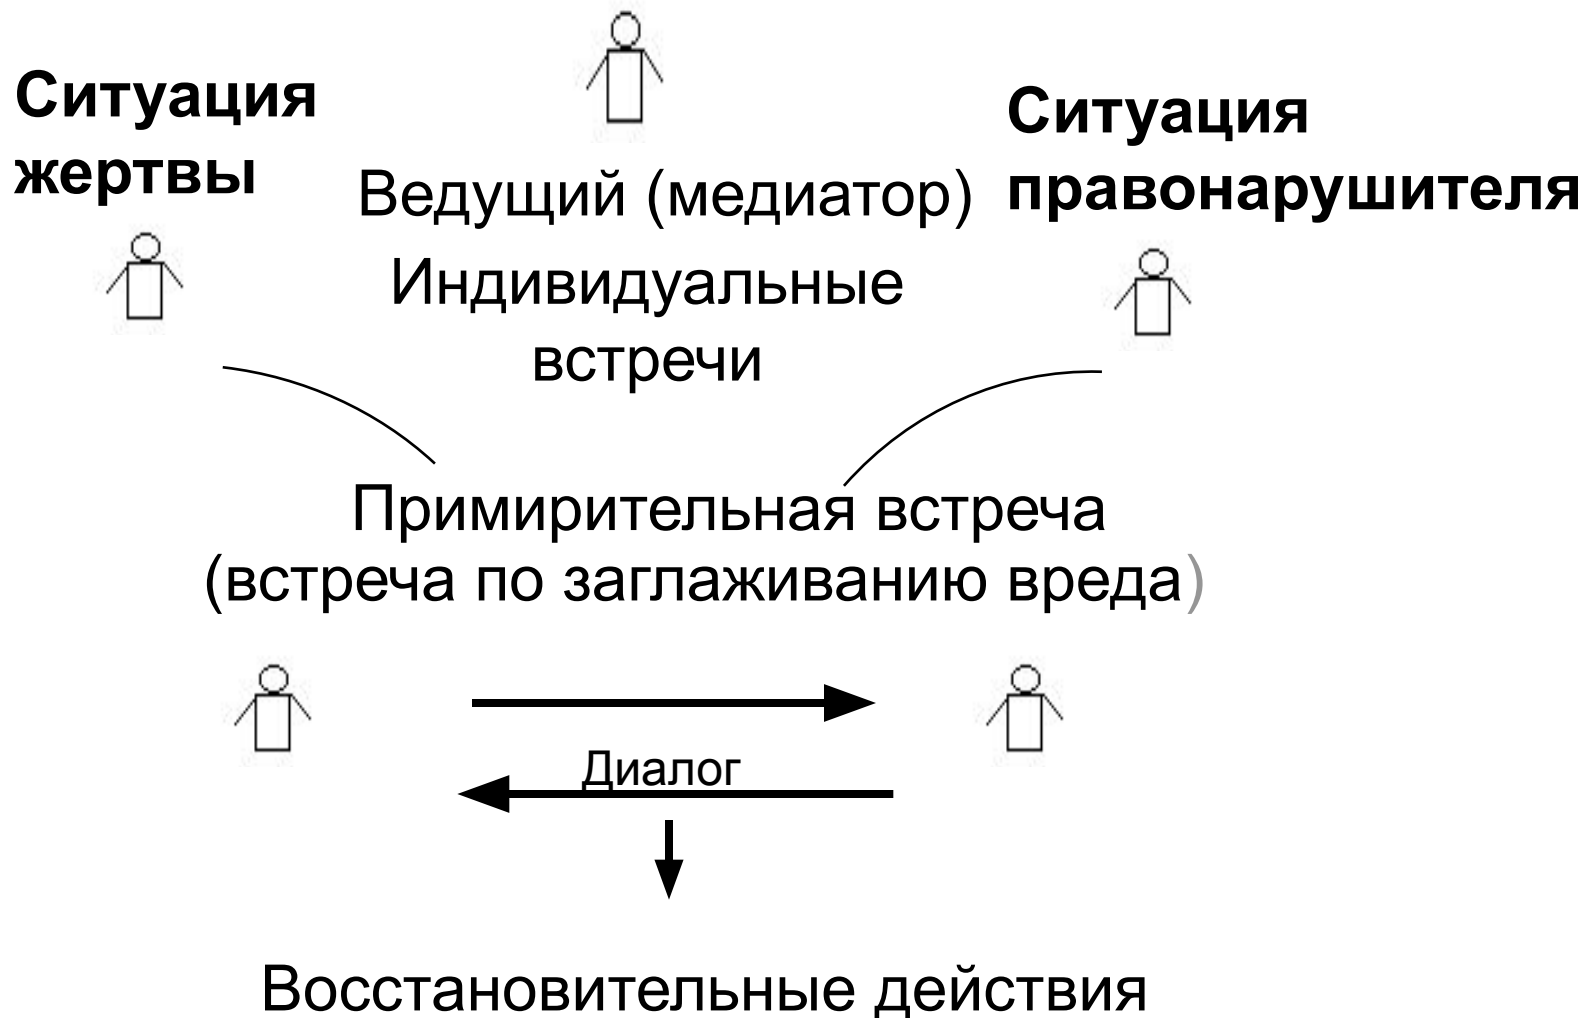 Ситуация
жертвы
Ведущий (медиатор)
Ситуация
правонарушителя
Индивидуальные
встречи
Примирительная встреча
(встреча по заглаживанию вреда)
Диалог
Восстановительные действия